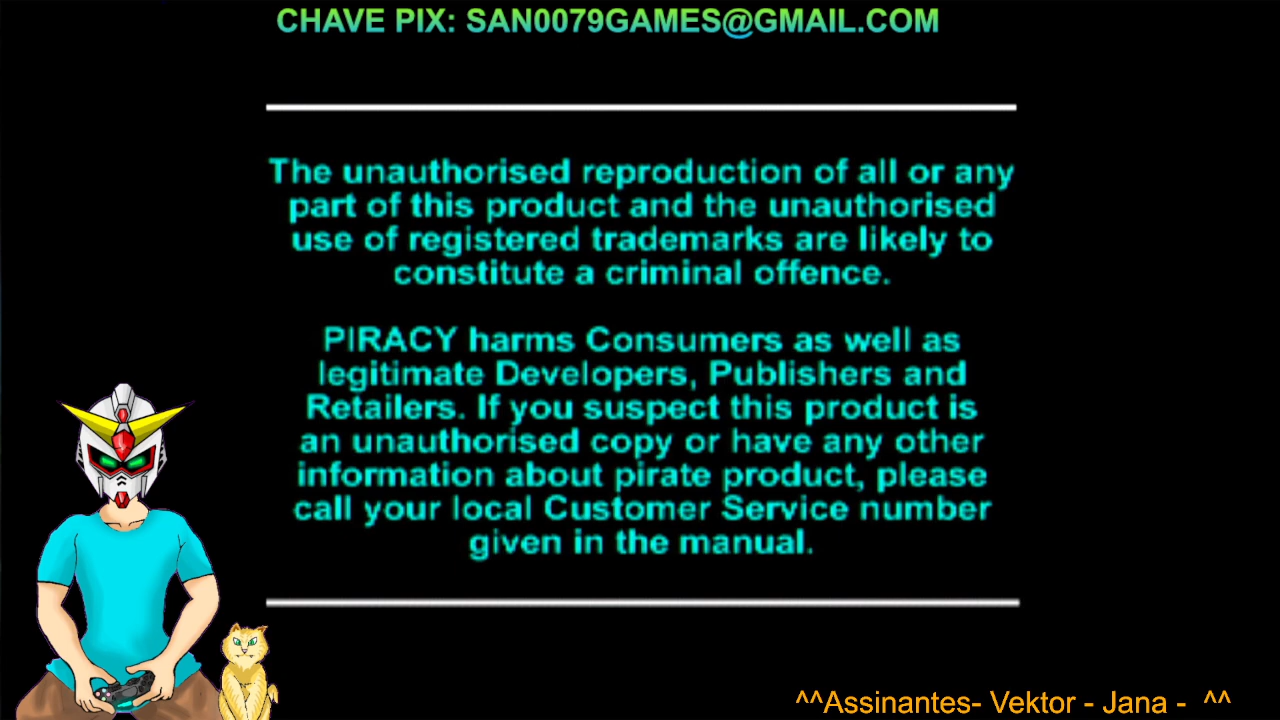 CHAVE PIX: SAN0079GAMES@GMAIL.COM
The unauthorised reproduction of all or any
part of this product and the unauthorised
use of registered trademarks are likely to
constitute a criminal offence.
PIRACY harms Consumers as well as
legitimate Developers, Publishers and
Retailers. If you suspect this product is
an unauthorised copy or have any other
information about pirate product, please
call your local Customer Service number
given in the manual.
^^Assinantes- Vektor - Jana - ^^